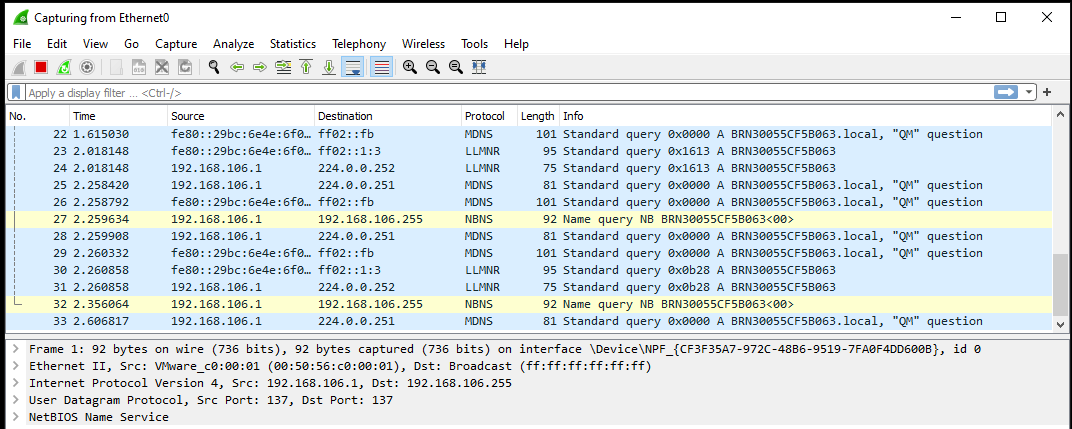 Capturing from Ethernet0
File Edit View Go Capture Analyze Statistics Telephony Wireless Tools Help
Apply a display filter ... <Ctrl-/>
No. Time Source Destination Protocol Length Info
22 1.615030 fe80::29bc:6e4e:6f0… ff02::fb MDNS 101 Standard query 0x0000 A BRN30055CF5B063.local, "QM" question
23 2.018148 fe80::29bc:6e4e:6f0… ff02::1:3 LLMNR 95 Standard query 0x1613 A BRN30055CF5B063
24 2.018148 192.168.106.1 224.0.0.252 LLMNR 75 Standard query 0x1613 A BRN30055CF5B063
25 2.258420 192.168.106.1 224.0.0.251 MDNS 81 Standard query 0x0000 A BRN30055CF5B063.local, "QM" question
26 2.258792 fe80::29bc:6e4e:6f0… ff02::fb MDNS 101 Standard query 0x0000 A BRN30055CF5B063.local, "QM" question
27 2.259634 192.168.106.1 192.168.106.255 NBNS 92 Name query NB BRN30055CF5B063<00>
28 2.259908 192.168.106.1 224.0.0.251 MDNS 81 Standard query 0x0000 A BRN30055CF5B063.local, "QM" question
29 2.260332 fe80::29bc:6e4e:6f0… ff02::fb MDNS 101 Standard query 0x0000 A BRN30055CF5B063.local, "QM" question
30 2.260858 fe80::29bc:6e4e:6f0… ff02::1:3 LLMNR 95 Standard query 0x0b28 A BRN30055CF5B063
31 2.260858 192.168.106.1 224.0.0.252 LLMNR 75 Standard query 0x0b28 A BRN30055CF5B063
32 2.356064 192.168.106.1 192.168.106.255 NBNS 92 Name query NB BRN30055CF5B063<00>
33 2.606817 192.168.106.1 224.0.0.251 MDNS 81 Standard query 0x0000 A BRN30055CF5B063.local, "QM" question
Frame 1: 92 bytes on wire (736 bits), 92 bytes captured (736 bits) on interface \Device\NPF_{CF3F35A7-972C-48B6-9519-7FA0F4DD600B}, id 0
Ethernet II, Src: VMware_c0:00:01 (00:50:56:c0:00:01), Dst: Broadcast (ff:ff:ff:ff:ff:ff)
Internet Protocol Version 4, Src: 192.168.106.1, Dst: 192.168.106.255
User Datagram Protocol, Src Port: 137, Dst Port: 137
NetBIOS Name Service